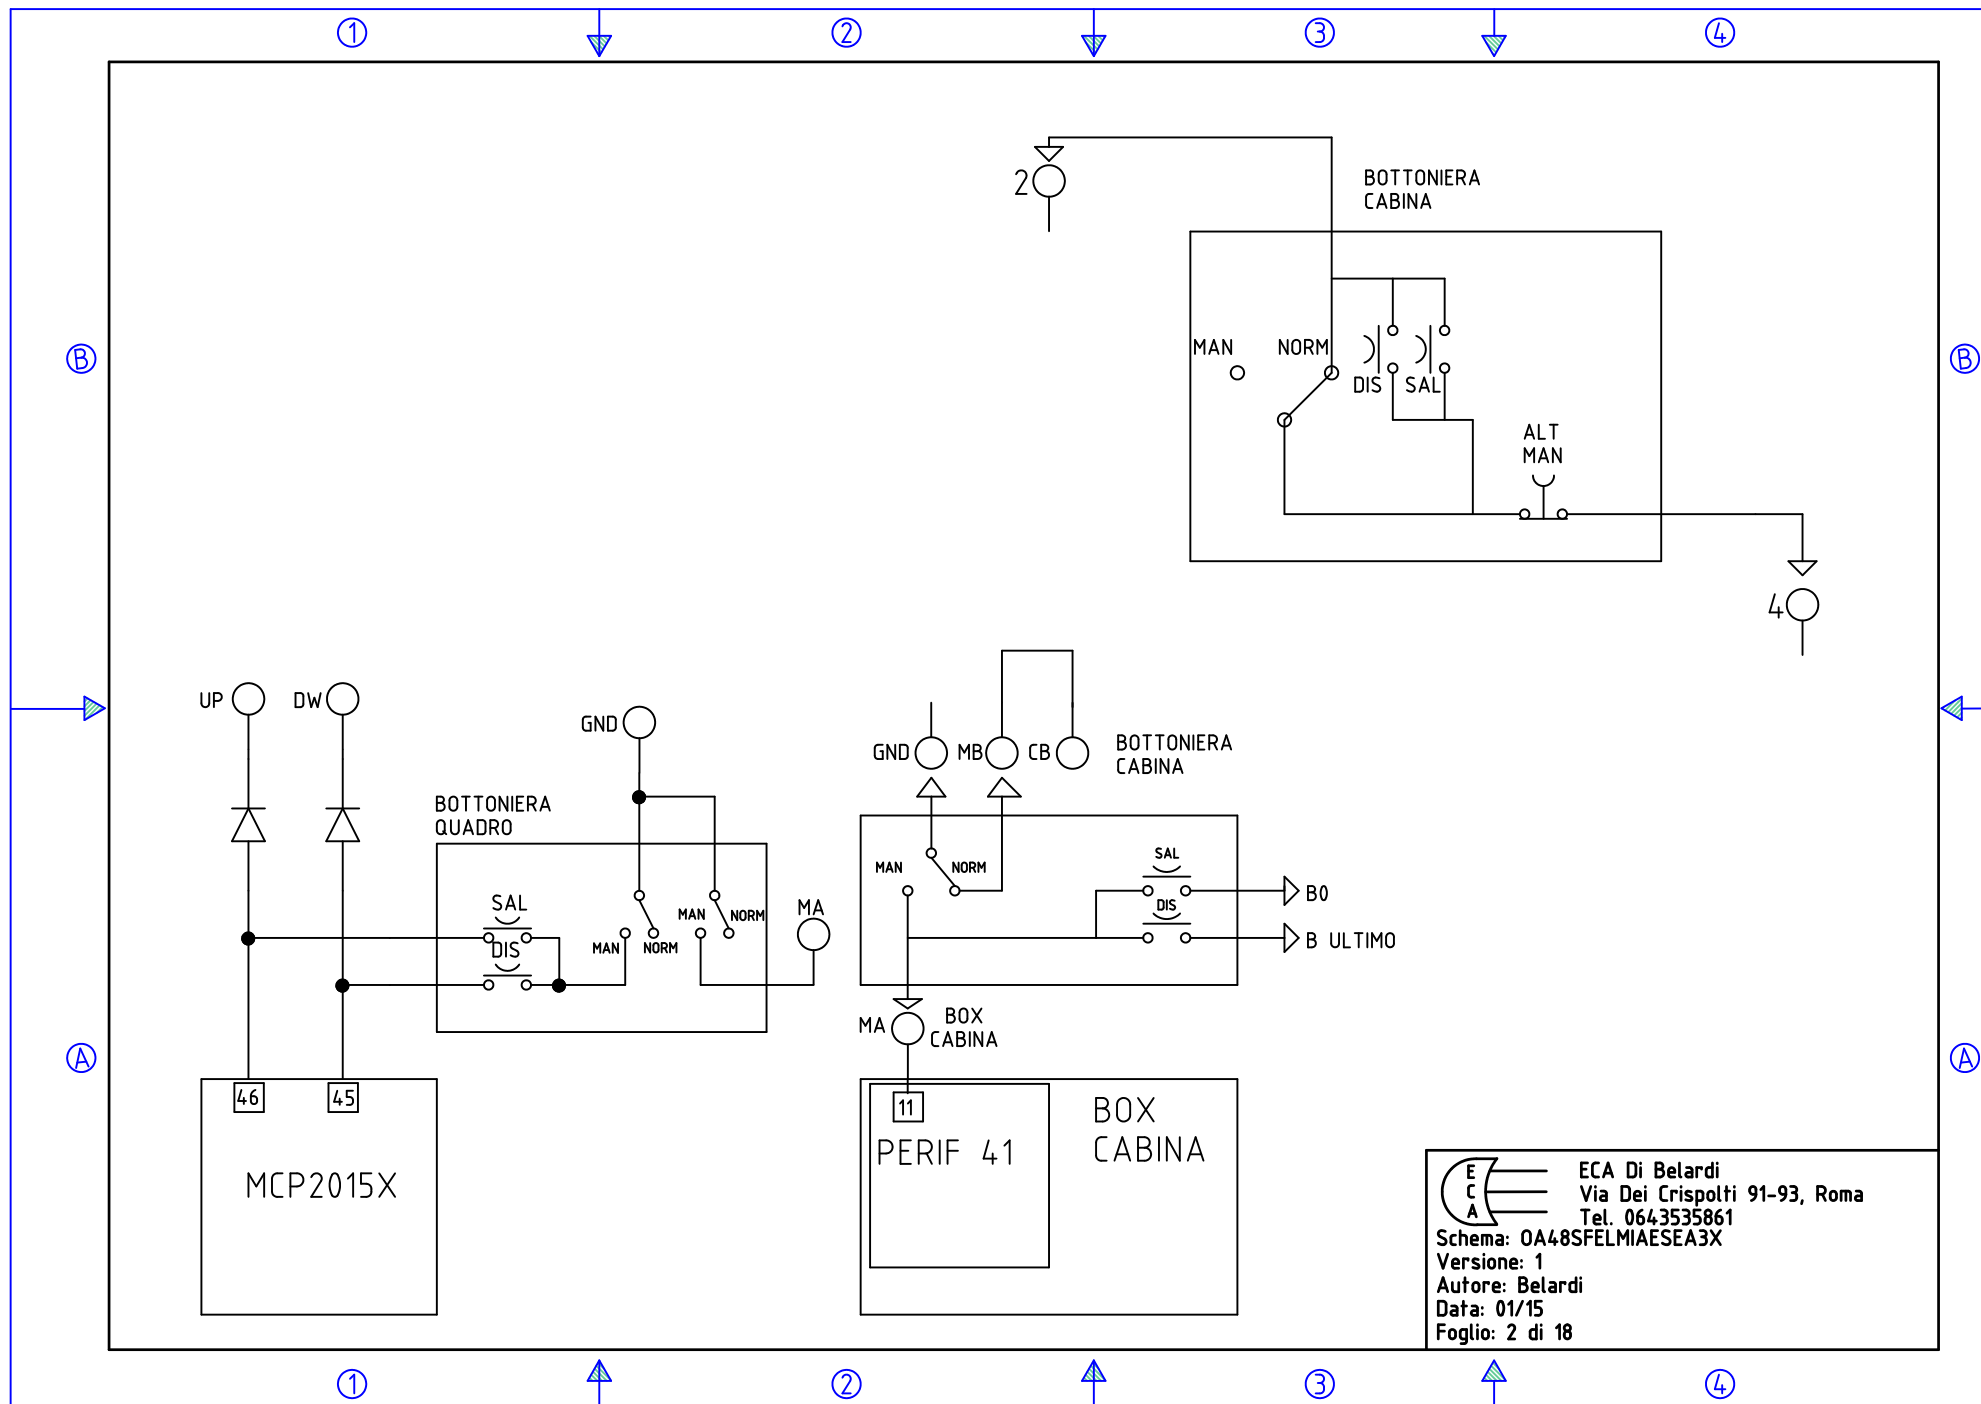 1
2
3
4
2
BOTTONIERA
CABINA
B
MAN
NORM
DIS
SAL
B
ALT
MAN
4
UP
DW
GND
GND
MB
CB
BOTTONIERA
CABINA
BOTTONIERA
QUADRO
SAL
DIS
MAN
NORM
MAN
NORM
MA
MAN
NORM
SAL
DIS
B0
B ULTIMO
MA
BOX
CABINA
A
A
46
45
MCP2015X
11
PERIF 41
BOX
CABINA
E
C
A
ECA Di Belardi
Via Dei Crispolti 91-93, Roma
Tel. 0643535861
Schema: OA48SFELMIAESEA3X
Versione: 1
Autore: Belardi
Data: 01/15
Foglio: 2 di 18
1
2
3
4